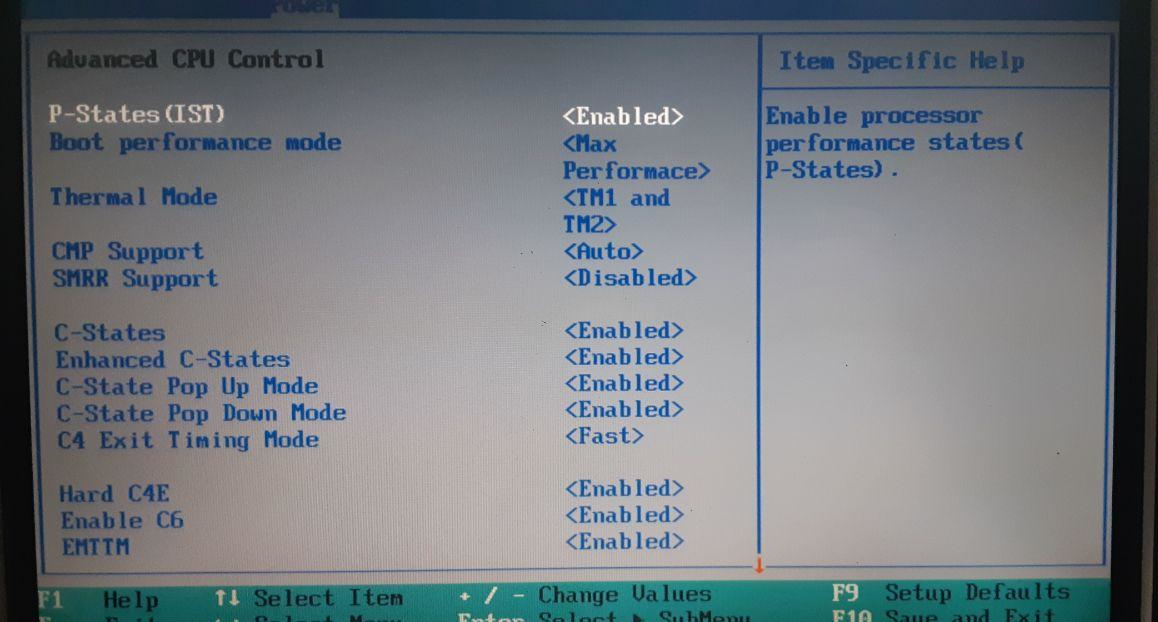 Power
Advanced CPU Control
Item Specific Help
P-States(IST) <Enabled>
Boot performance mode <Max
Performace>
Thermal Mode <TM1 and
TM2>
CMP Support <Auto>
SMRR Support <Disabled>
C-States <Enabled>
Enhanced C-States <Enabled>
C-State Pop Up Mode <Enabled>
C-State Pop Down Mode <Enabled>
C4 Exit Timing Mode <Fast>
Hard C4E <Enabled>
Enable C6 <Enabled>
EMTTM <Enabled>
Enable processor
performance states(
P-States).
F1 Help ↑↓ Select Item + / - Change Values F9 Setup Defaults
Exit Select Menu Enter Select ▶ SubMenu F10 Save and Exit